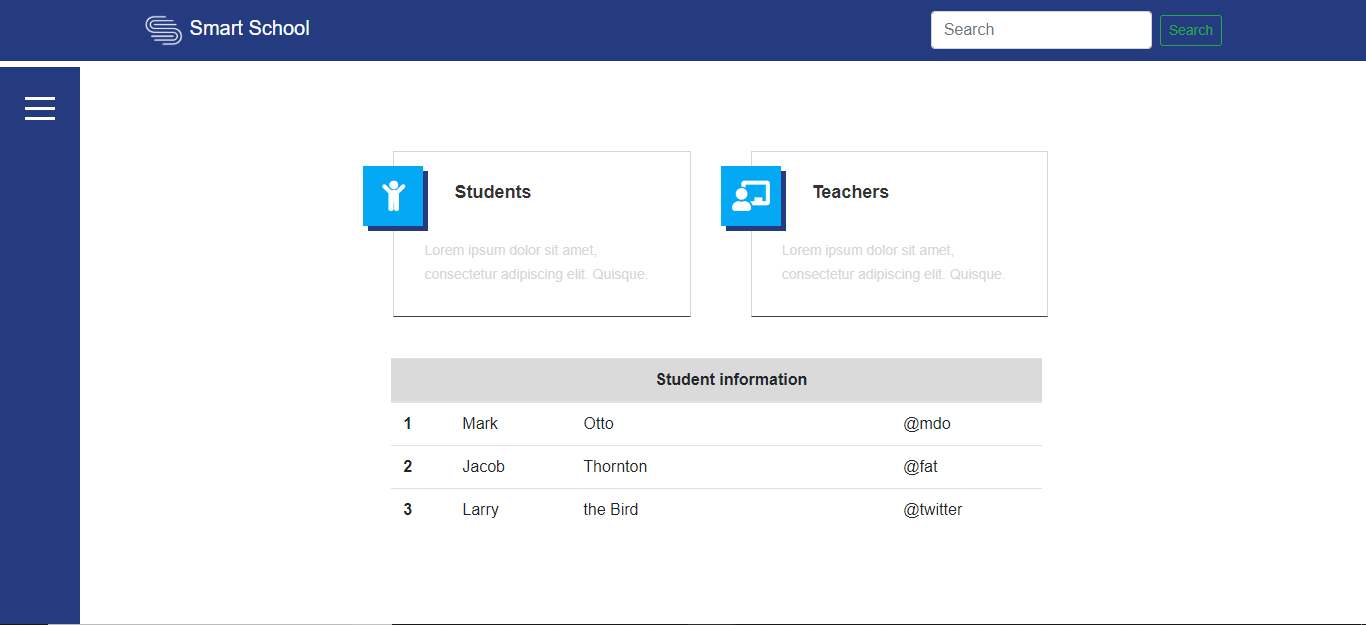 Smart School
Search
Search
Students
Lorem ipsum dolor sit amet,
consectetur adipiscing elit. Quisque.
Teachers
Lorem ipsum dolor sit amet,
consectetur adipiscing elit. Quisque.
Student information
1 Mark Otto @mdo
2 Jacob Thornton @fat
3 Larry the Bird @twitter